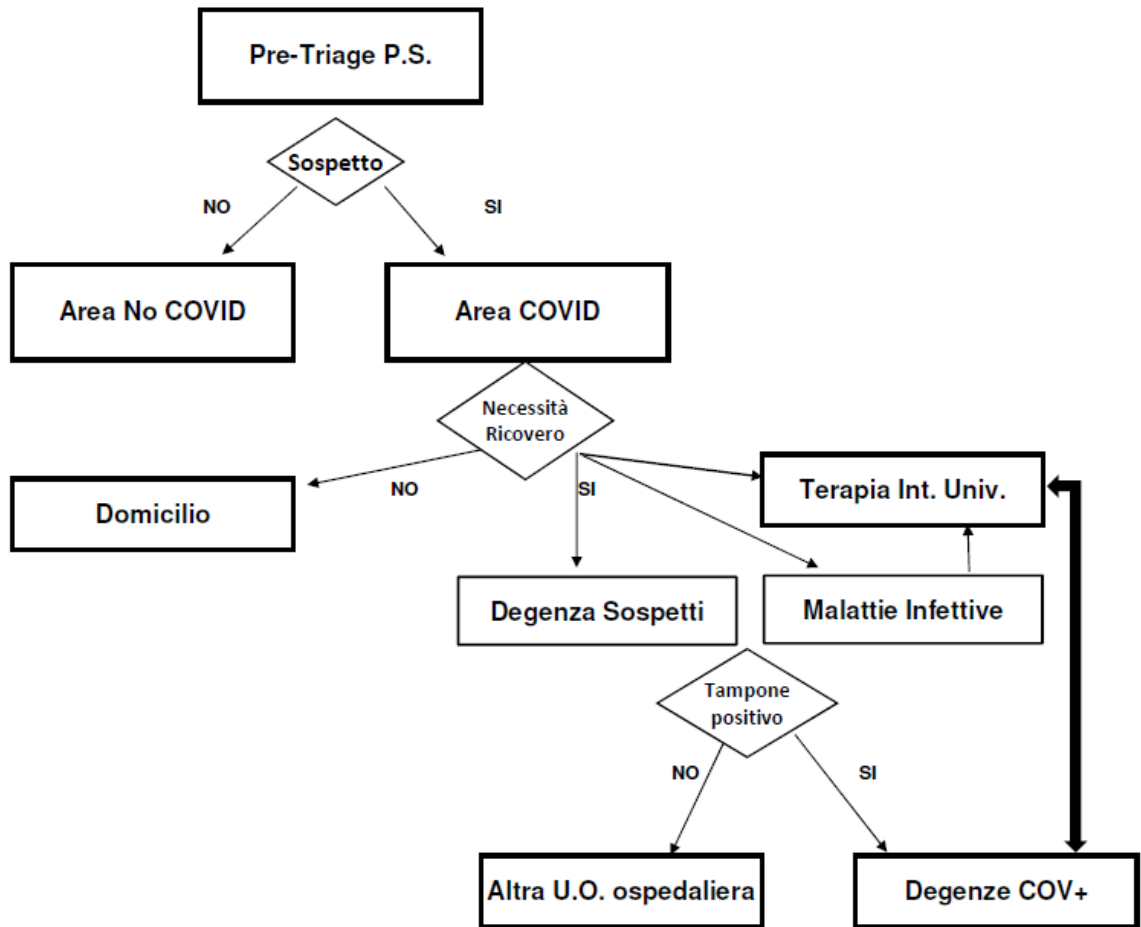 Pre-Triage P.S.
Sospetto
NO
SI
Area No COVID
Area COVID
Necessità
Ricovero
NO
SI
Terapia Int. Univ.
Domicilio
Degenza Sospetti
Malattie Infettive
Tampone
positivo
NO
SI
Altra U.O. ospedaliera
Degenze COV+